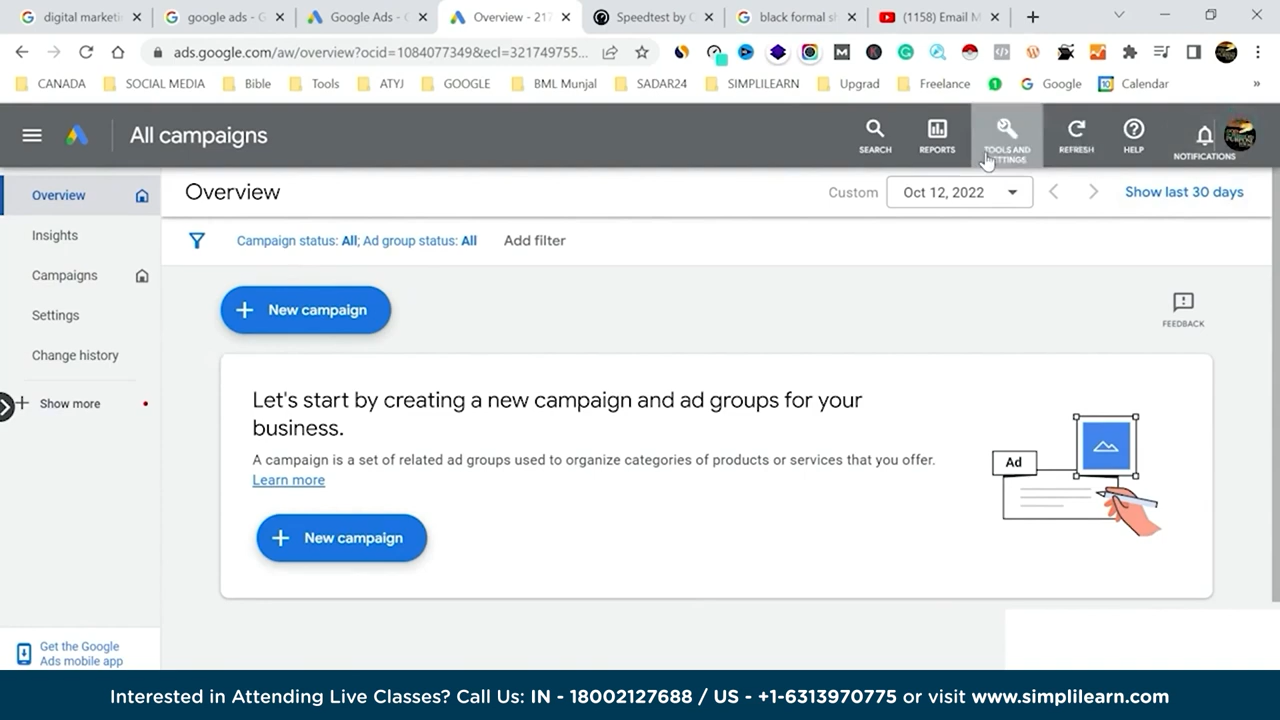 digital marketi
google ads - G
Google Ads - C
Overview - 217
Speedtest by C
black formal sh
(1158) Email M
ads.google.com/aw/overview?ocid=1084077349&ecl=321749755...
CANADA
SOCIAL MEDIA
Bible
Tools
ATYJ
GOOGLE
BML Munjal
SADAR24
SIMPLILEARN
Upgrad
Freelance
Google
Calendar
»
All campaigns
SEARCH
REPORTS
TOOLS AND
REFRESH
HELP
NOTIFICATIONS
Overview
Insights
Campaigns
Settings
Change history
Show more
Get the Google
Ads mobile app
Overview
Custom
Oct 12, 2022
Show last 30 days
Campaign status: All; Ad group status: All
Add filter
New campaign
FEEDBACK
Let's start by creating a new campaign and ad groups for your
business.
A campaign is a set of related ad groups used to organize categories of products or services that you offer.
Learn more
Ad
New campaign
Interested in Attending Live Classes? Call Us: IN - 18002127688 / US - +1-6313970775 or visit www.simplilearn.com